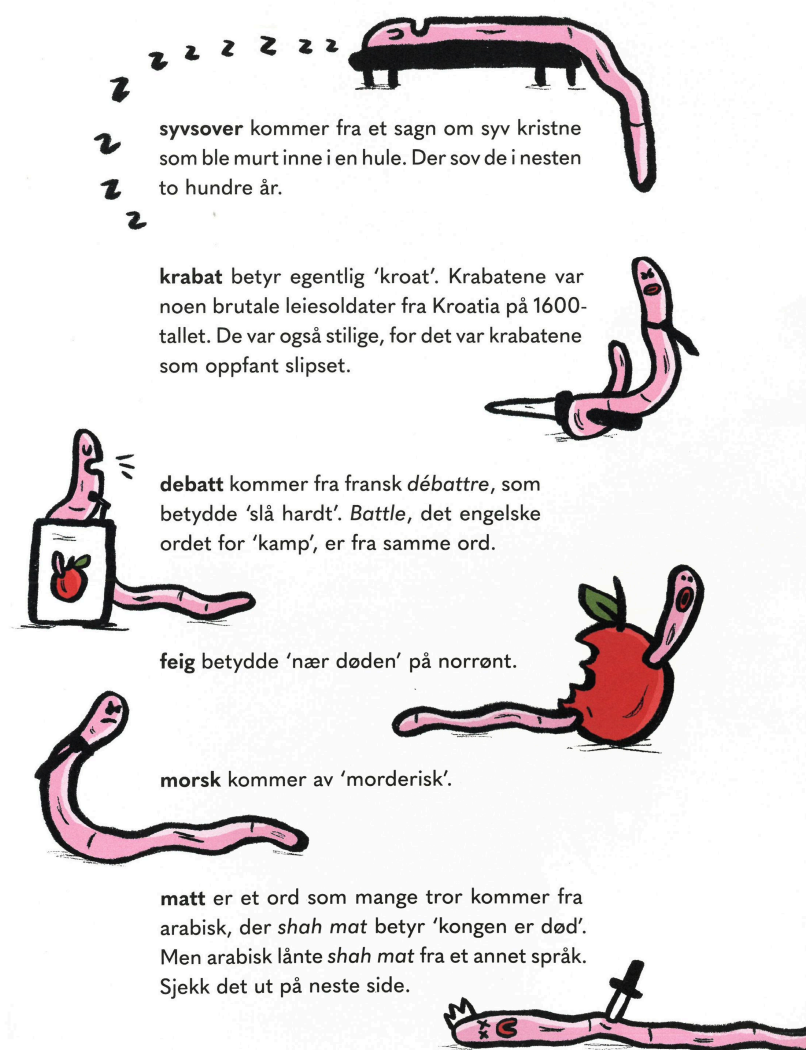 z z z z z z z z z z z
syvsover kommer fra et sagn om syv kristne
som ble murt inne i en hule. Der sov de i nesten
to hundre år.
krabat betyr egentlig ‘kroat’. Krabatene var
noen brutale leiesoldater fra Kroatia på 1600-
tallet. De var også stilige, for det var krabatene
som oppfant slipset.
debatt kommer fra fransk débattre, som
betydde ‘slå hardt’. Battle, det engelske
ordet for ‘kamp’, er fra samme ord.
feig betydde ‘nær døden’ på norrønt.
morsk kommer av ‘morderisk’.
matt er et ord som mange tror kommer fra
arabisk, der shah mat betyr ‘kongen er død’.
Men arabisk lånte shah mat fra et annet språk.
Sjekk det ut på neste side.